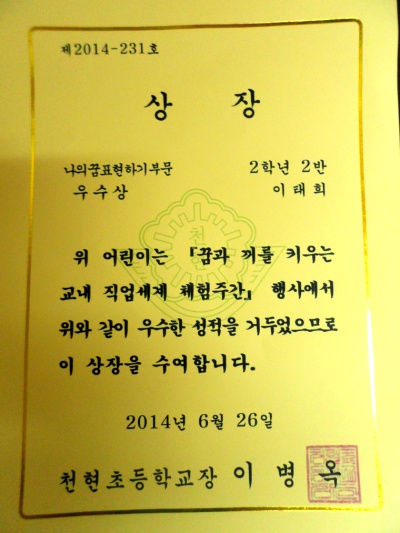 제2014-231호
상 장
나의꿈표현하기부문 2학년 2반
우수상 이태희
천
위 어린이는 『꿈과 끼를 키우는
교내 직업세계 체험주간』 행사에서
위와 같이 우수한 성적을 거두었으므로
이 상장을 수여합니다.
2014년 6월 26일
천현초등학교장 이 병 옥